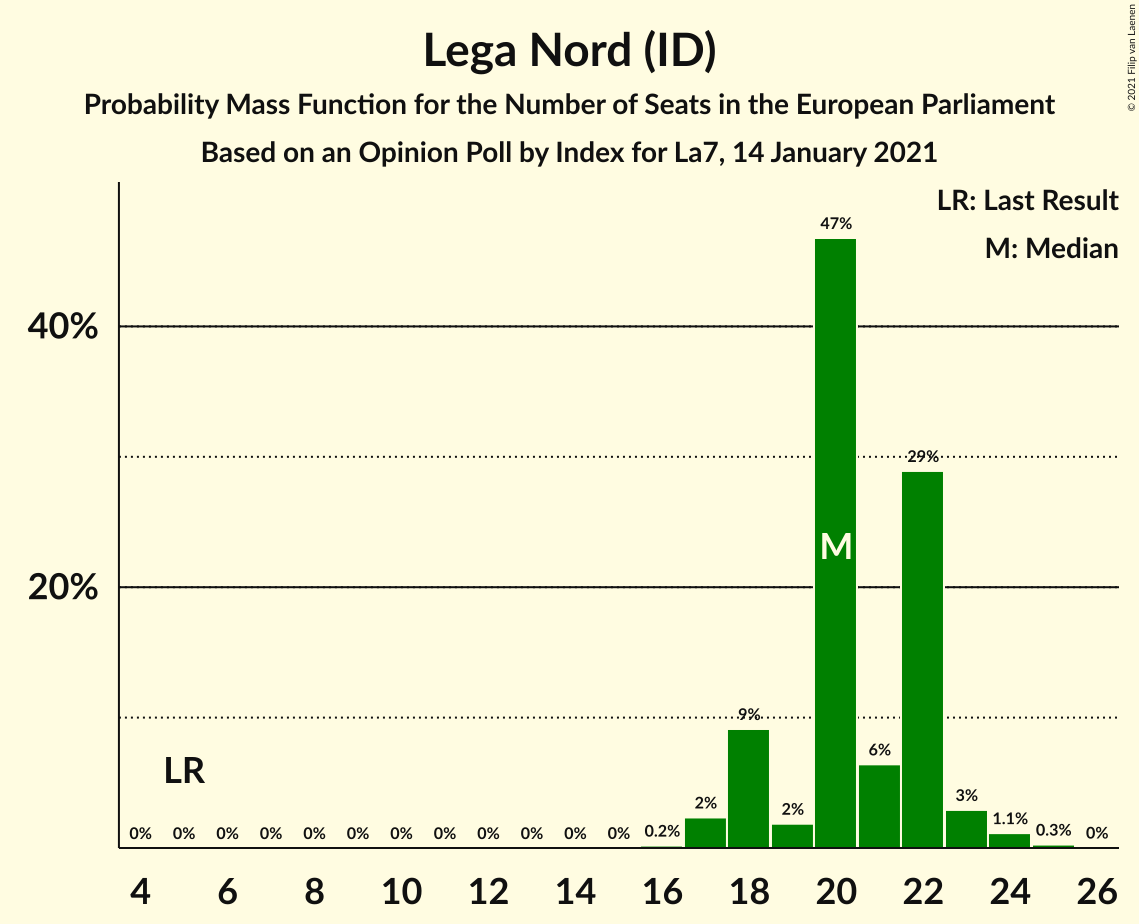 Lega Nord (ID)
Probability Mass Function for the Number of Seats in the European Parliament
Based on an Opinion Poll by Index for La7, 14 January 2021
© 2021 Filip van Laenen
LR: Last Result
M: Median
40%
20%
LR
M
0% 0% 0% 0% 0% 0% 0% 0% 0% 0% 0% 0% 0.2% 2% 9% 2% 47% 6% 29% 3% 1.1% 0.3% 0%
4 6 8 10 12 14 16 18 20 22 24 26